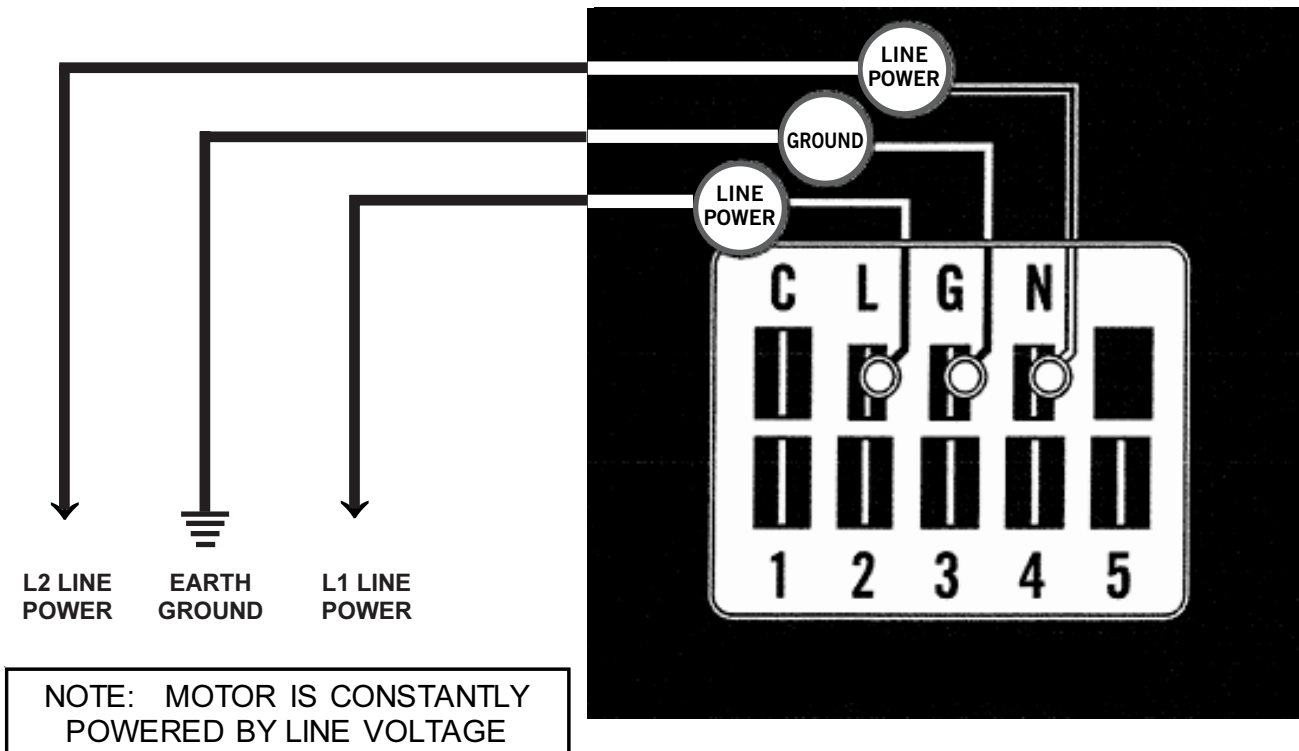 LINE
POWER
GROUND
LINE
POWER
C L G N
1 2 3 4 5
L2 LINE
POWER
EARTH
GROUND
L1 LINE
POWER
NOTE: MOTOR IS CONSTANTLY
POWERED BY LINE VOLTAGE